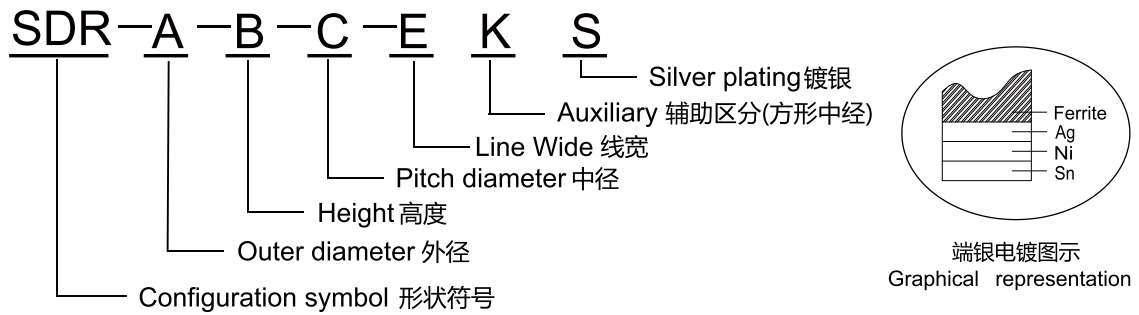 SDR—A—B—C—E K S
Silver plating镀银
Auxiliary 辅助区分(方形中经)
Line Wide 线宽
Pitch diameter 中径
Height 高度
Outer diameter 外径
Configuration symbol 形状符号
Ferrite
Ag
Ni
Sn
端银电镀图示
Graphical representation